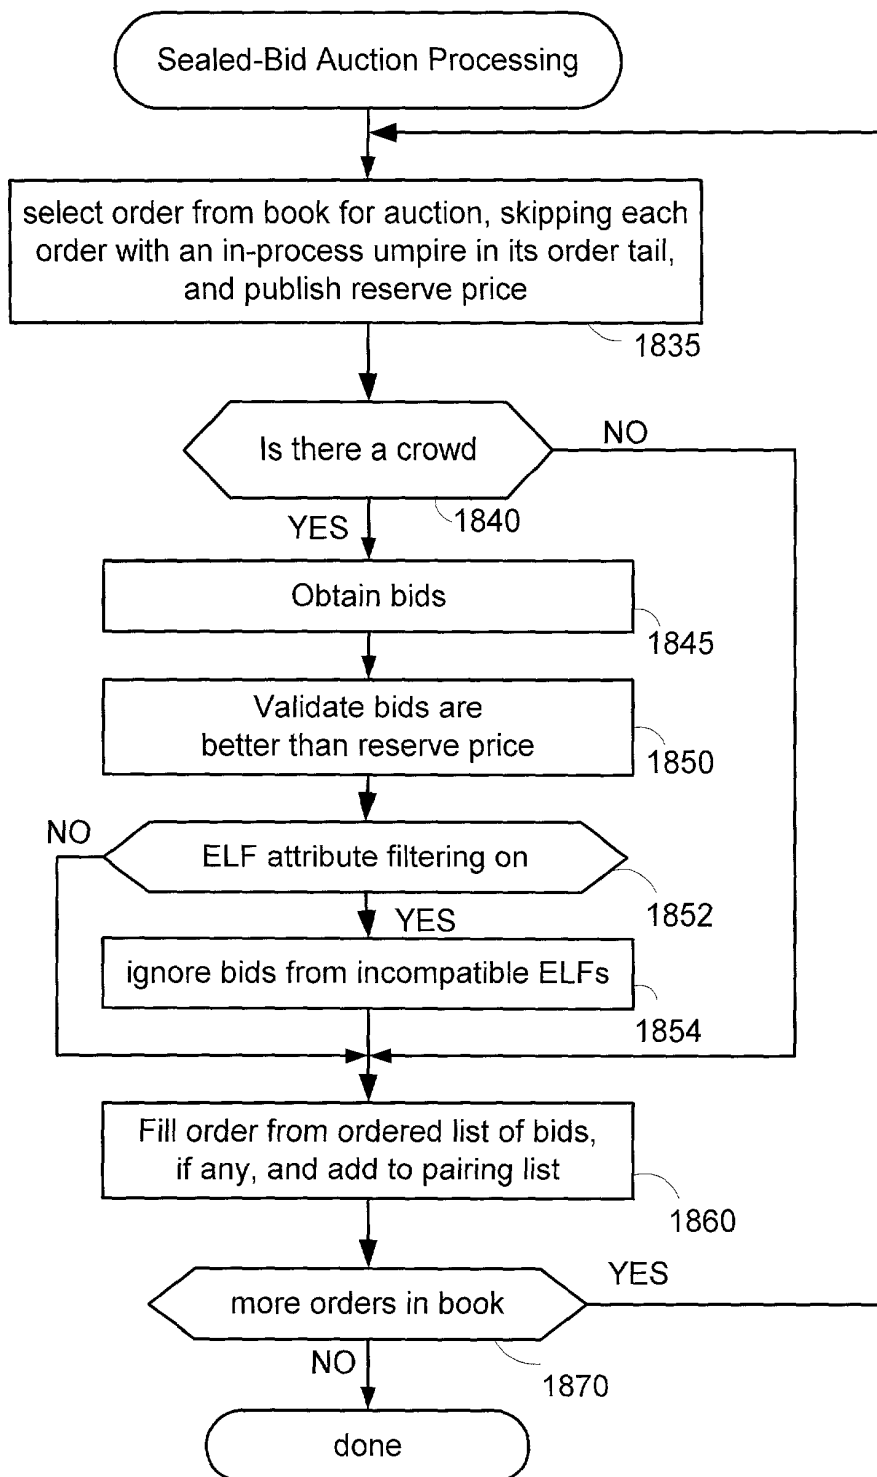 Sealed-Bid Auction Processing
select order from book for auction, skipping each
order with an in-process umpire in its order tail,
and publish reserve price
1835
Is there a crowd
NO
1840
YES
Obtain bids
1845
Validate bids are
better than reserve price
1850
NO
ELF attribute filtering on
1852
YES
ignore bids from incompatible ELFs
1854
Fill order from ordered list of bids,
if any, and add to pairing list
1860
YES
more orders in book
NO
1870
done